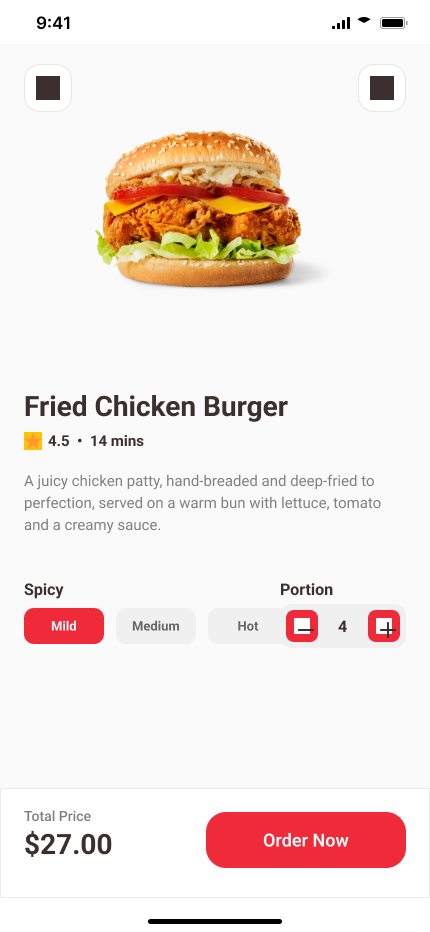 9:41
Fried Chicken Burger
4.5 • 14 mins
A juicy chicken patty, hand-breaded and deep-fried to
perfection, served on a warm bun with lettuce, tomato
and a creamy sauce.
Spicy
Portion
Mild
Medium
Hot
4
Total Price
$27.00
Order Now